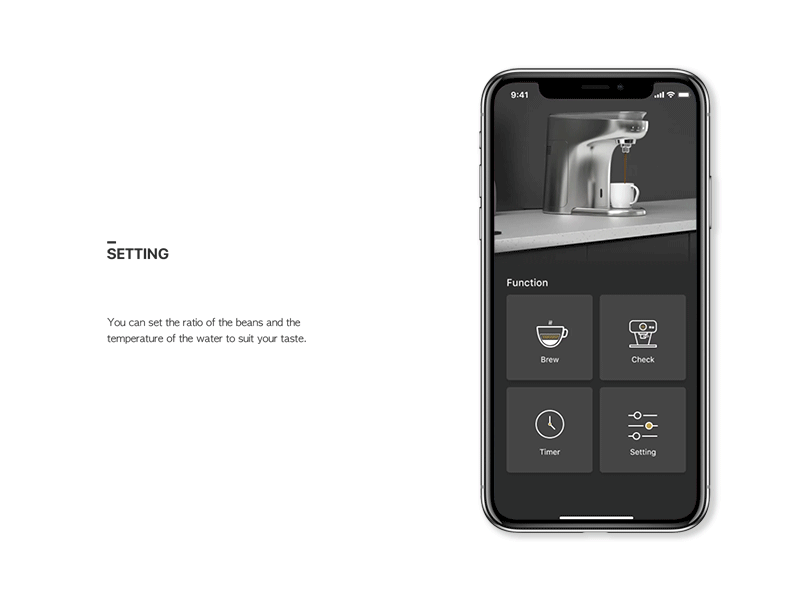 SETTING
You can set the ratio of the beans and the
temperature of the water to suit your taste.
9:41
Function
Brew
Check
Timer
Setting